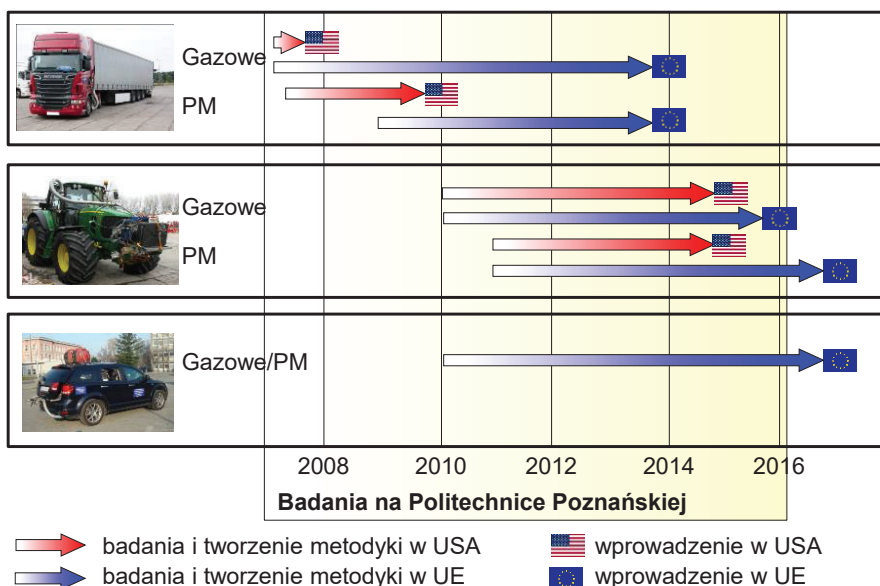 Gazowe
PM
Gazowe
PM
Gazowe/PM
2008 2010 2012 2014 2016
Badania na Politechnice Poznańskiej
badania i tworzenie metodyki w USA wprowadzenie w USA
badania i tworzenie metodyki w UE wprowadzenie w UE